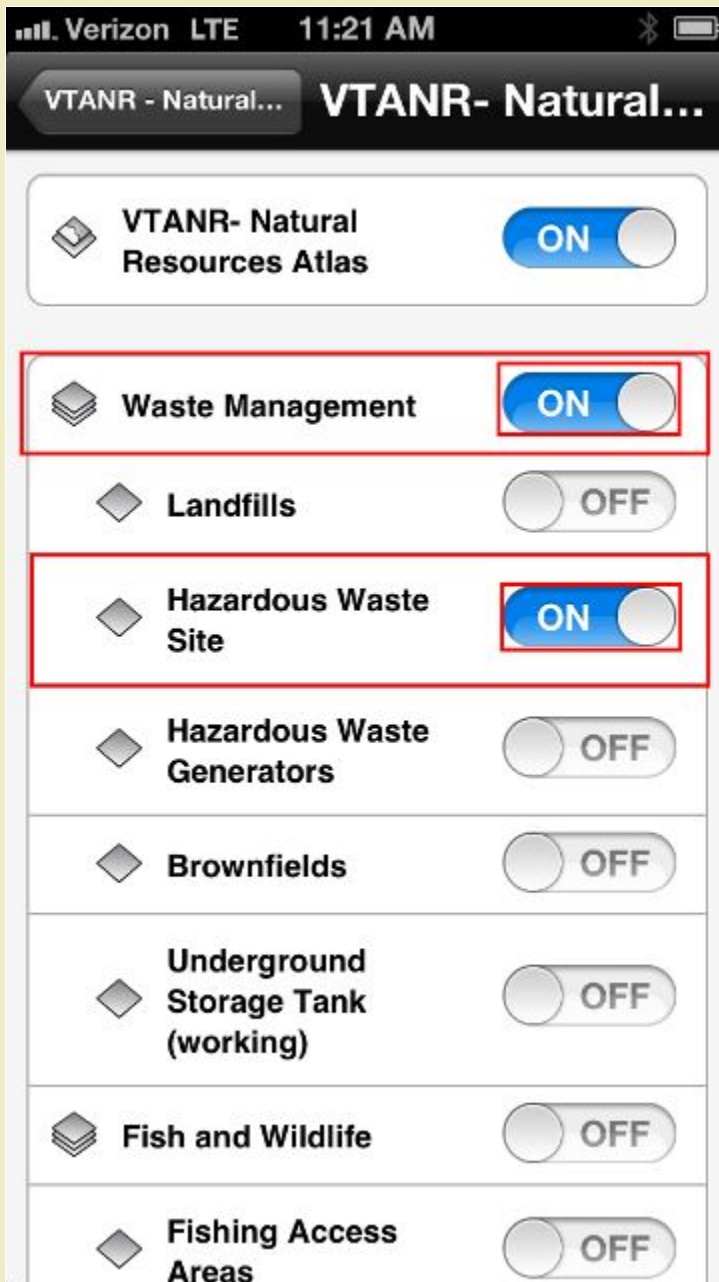 Verizon LTE 11:21 AM
VTANR - Natural... VTANR- Natural...
VTANR- Natural
Resources Atlas
ON
Waste Management ON
Landfills OFF
Hazardous Waste
Site
ON
Hazardous Waste
Generators
OFF
Brownfields OFF
Underground
Storage Tank
(working)
OFF
Fish and Wildlife OFF
Fishing Access
Areas
OFF